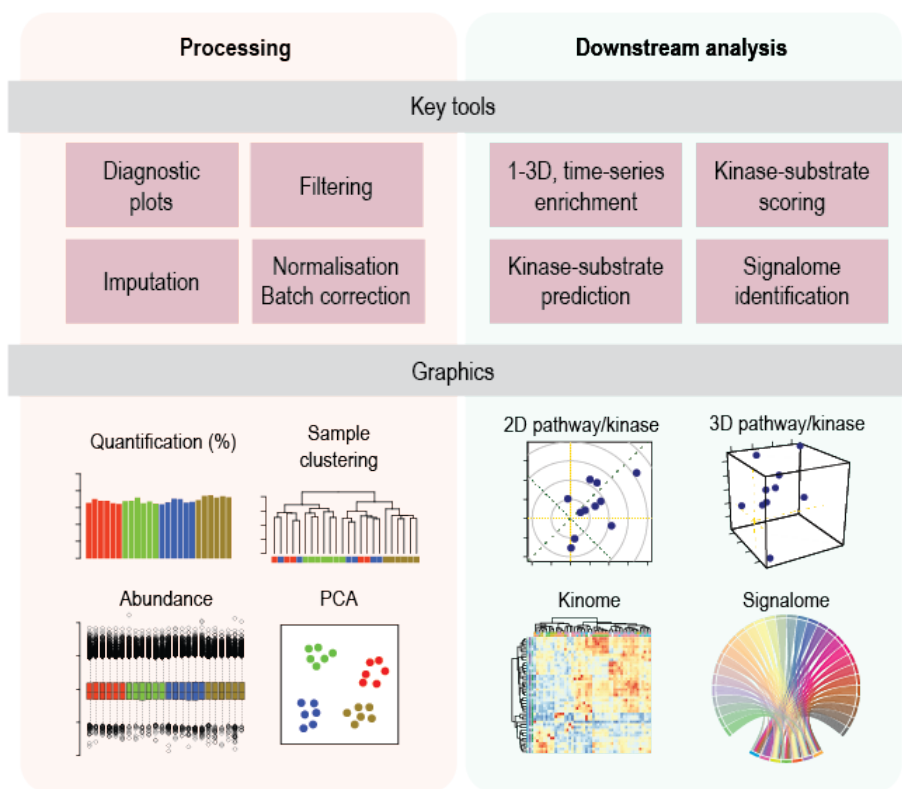 Processing
Downstream analysis
Key tools
Diagnostic
plots
Filtering
1-3D, time-series
enrichment
Kinase-substrate
scoring
Imputation
Normalisation
Batch correction
Kinase-substrate
prediction
Signalome
identification
Graphics
Quantification (%)
Sample
clustering
2D pathway/kinase
3D pathway/kinase
Abundance
PCA
Kinome
Signalome